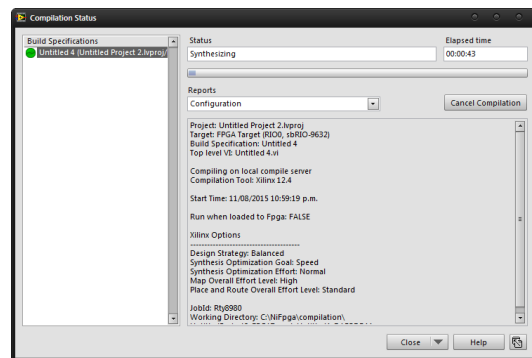 Compilation Status
Build Specifications
Untitled 4 (Untitled Project 2.lvproj/
Status
Elapsed time
Synthesizing
00:00:43
Reports
Configuration
Cancel Compilation
Project: Untitled Project 2.lvproj
Target: FPGA Target (RIO0, sbRIO-9632)
Build Specification: Untitled 4
Top level VI: Untitled 4.vi
Compiling on local compile server
Compilation Tool: Xilinx 12.4
Start Time: 11/08/2015 10:59:19 p.m.
Run when loaded to Fpga: FALSE
Xilinx Options
---------------------------------------
Design Strategy: Balanced
Synthesis Optimization Goal: Speed
Synthesis Optimization Effort: Normal
Map Overall Effort Level: High
Place and Route Overall Effort Level: Standard
JobId: Rty8980
Working Directory: C:\NIFpga\compilation\
Close
Help